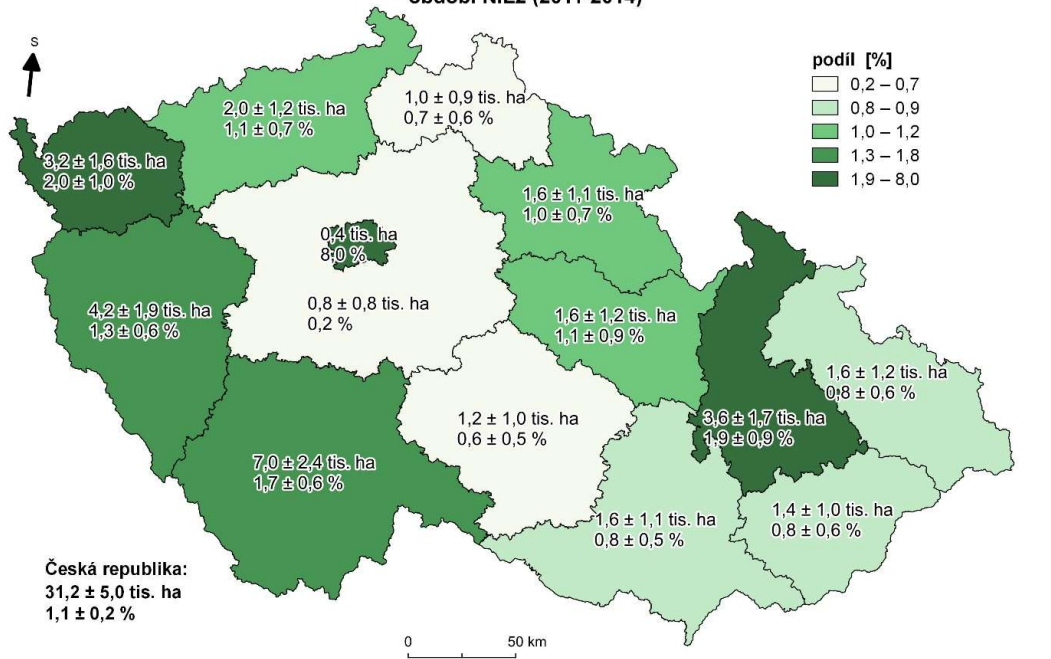 období NIL2 (2011-2014)
S
podíl [%]
0,2 – 0,7
0,8 – 0,9
1,0 – 1,2
1,3 – 1,8
1,9 – 8,0
2,0 ± 1,2 tis. ha
1,1 ± 0,7 %
1,0 ± 0,9 tis. ha
0,7 ± 0,6 %
3,2 ± 1,6 tis. ha
2,0 ± 1,0 %
1,6 ± 1,1 tis. ha
1,0 ± 0,7 %
0,4 tis. ha
8,0 %
0,8 ± 0,8 tis. ha
0,2 %
4,2 ± 1,9 tis. ha
1,3 ± 0,6 %
1,6 ± 1,2 tis. ha
1,1 ± 0,9 %
1,6 ± 1,2 tis. ha
0,8 ± 0,6 %
1,2 ± 1,0 tis. ha
0,6 ± 0,5 %
3,6 ± 1,7 tis. ha
1,9 ± 0,9 %
7,0 ± 2,4 tis. ha
1,7 ± 0,6 %
1,6 ± 1,1 tis. ha
0,8 ± 0,5 %
1,4 ± 1,0 tis. ha
0,8 ± 0,6 %
Česká republika:
31,2 ± 5,0 tis. ha
1,1 ± 0,2 %
0 50 km